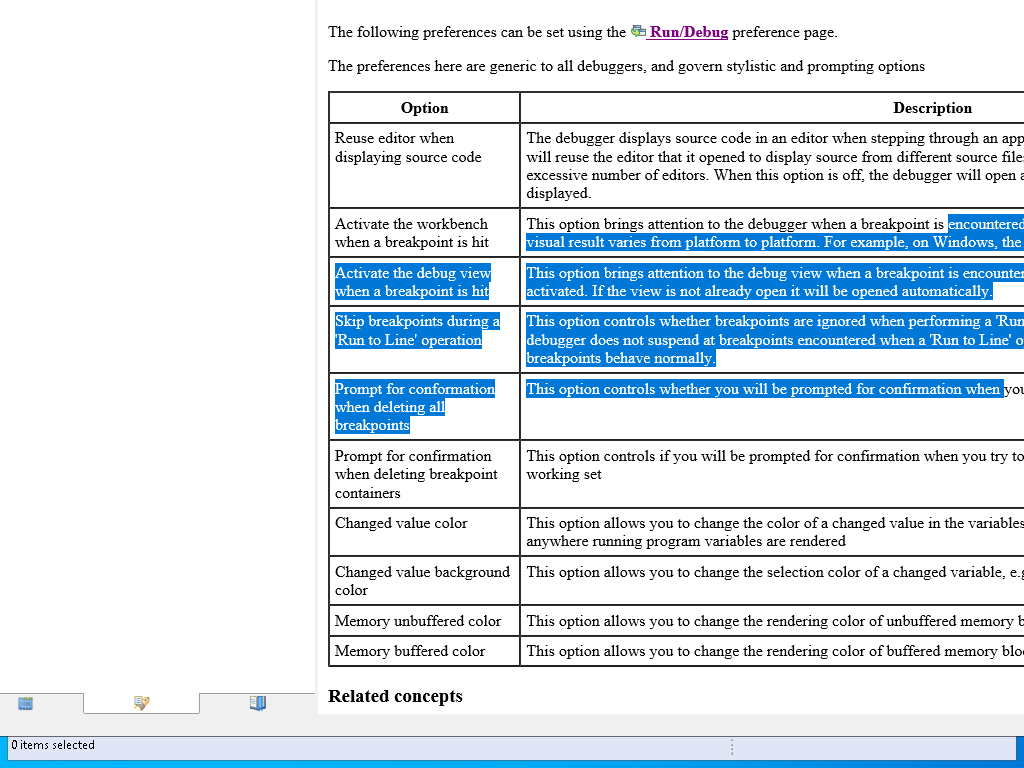 The following preferences can be set using the Run/Debug preference page.
The preferences here are generic to all debuggers, and govern stylistic and prompting options
Option
Description
Reuse editor when
displaying source code
The debugger displays source code in an editor when stepping through an app
will reuse the editor that it opened to display source from different source file
excessive number of editors. When this option is off, the debugger will open a
displayed.
Activate the workbench
when a breakpoint is hit
This option brings attention to the debugger when a breakpoint is encountered
visual result varies from platform to platform. For example, on Windows, the
Activate the debug view
when a breakpoint is hit
This option brings attention to the debug view when a breakpoint is encounter
activated. If the view is not already open it will be opened automatically.
Skip breakpoints during a
'Run to Line' operation
This option controls whether breakpoints are ignored when performing a 'Run
debugger does not suspend at breakpoints encountered when a 'Run to Line' o
breakpoints behave normally.
Prompt for conformation
when deleting all
breakpoints
This option controls whether you will be prompted for confirmation when you
Prompt for confirmation
when deleting breakpoint
containers
This option controls if you will be prompted for confirmation when you try to
working set
Changed value color
This option allows you to change the color of a changed value in the variables
anywhere running program variables are rendered
Changed value background
color
This option allows you to change the selection color of a changed variable, e.g
Memory unbuffered color
This option allows you to change the rendering color of unbuffered memory b
Memory buffered color
This option allows you to change the rendering color of buffered memory blo
Related concepts
0 items selected